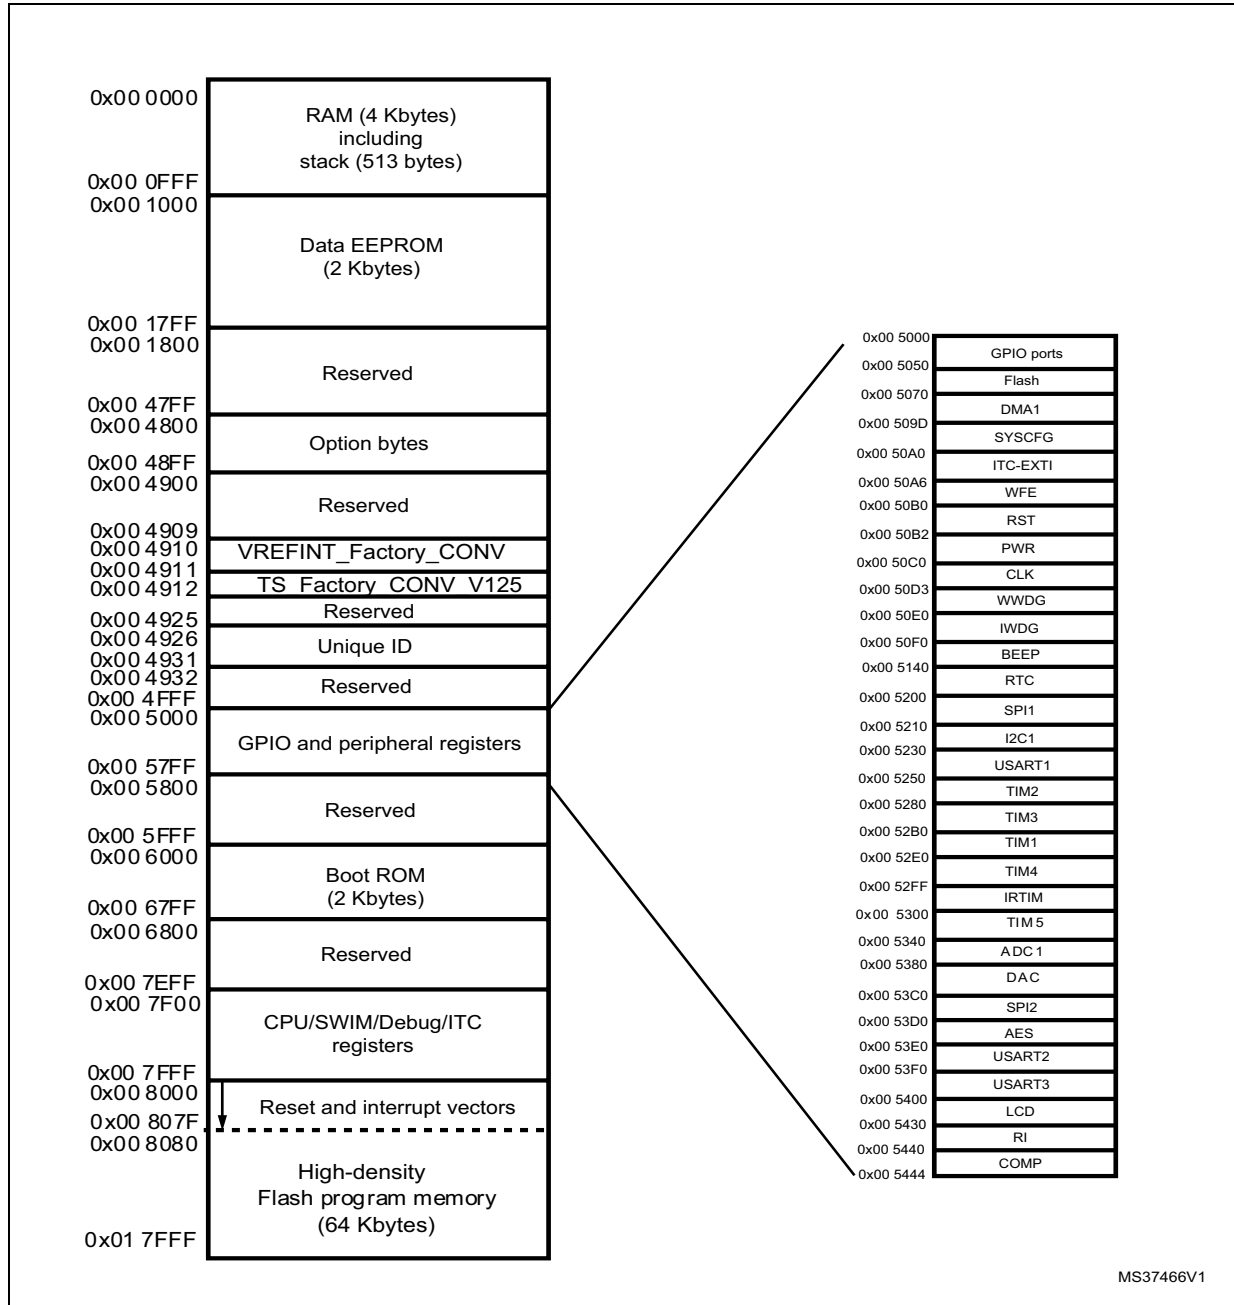 0x00 0000
RAM (4 Kbytes)
including
stack (513 bytes)
0x00 0FFF
0x00 1000
Data EEPROM
(2 Kbytes)
0x00 17FF
0x00 1800
Reserved
0x00 47FF
0x00 4800
Option bytes
0x00 48FF
0x00 4900
Reserved
0x00 4909
0x00 4910
VREFINT_Factory_CONV
0x00 4911
0x00 4912
TS_Factory_CONV_V125
Reserved
0x00 4925
0x00 4926
Unique ID
0x00 4931
0x00 4932
Reserved
0x00 4FFF
0x00 5000
GPIO and peripheral registers
0x00 57FF
0x00 5800
Reserved
0x00 5FFF
0x00 6000
Boot ROM
(2 Kbytes)
0x00 67FF
0x00 6800
Reserved
0x00 7EFF
0x00 7F00
CPU/SWIM/Debug/ITC
registers
0x00 7FFF
0x00 8000
Reset and interrupt vectors
0x00 807F
0x00 8080
High-density
Flash program memory
(64 Kbytes)
0x01 7FFF
0x00 5000
GPIO ports
0x00 5050
Flash
0x00 5070
DMA1
0x00 509D
SYSCFG
0x00 50A0
ITC-EXTI
0x00 50A6
WFE
0x00 50B0
RST
0x00 50B2
PWR
0x00 50C0
CLK
0x00 50D3
WWDG
0x00 50E0
IWDG
0x00 50F0
BEEP
0x00 5140
RTC
0x00 5200
SPI1
0x00 5210
I2C1
0x00 5230
USART1
0x00 5250
TIM2
0x00 5280
TIM3
0x00 52B0
TIM1
0x00 52E0
TIM4
0x00 52FF
IRTIM
0x00 5300
TIM5
0x00 5340
ADC1
0x00 5380
DAC
0x00 53C0
SPI2
0x00 53D0
AES
0x00 53E0
USART2
0x00 53F0
USART3
0x00 5400
LCD
0x00 5430
RI
0x00 5440
COMP
0x00 5444
MS37466V1